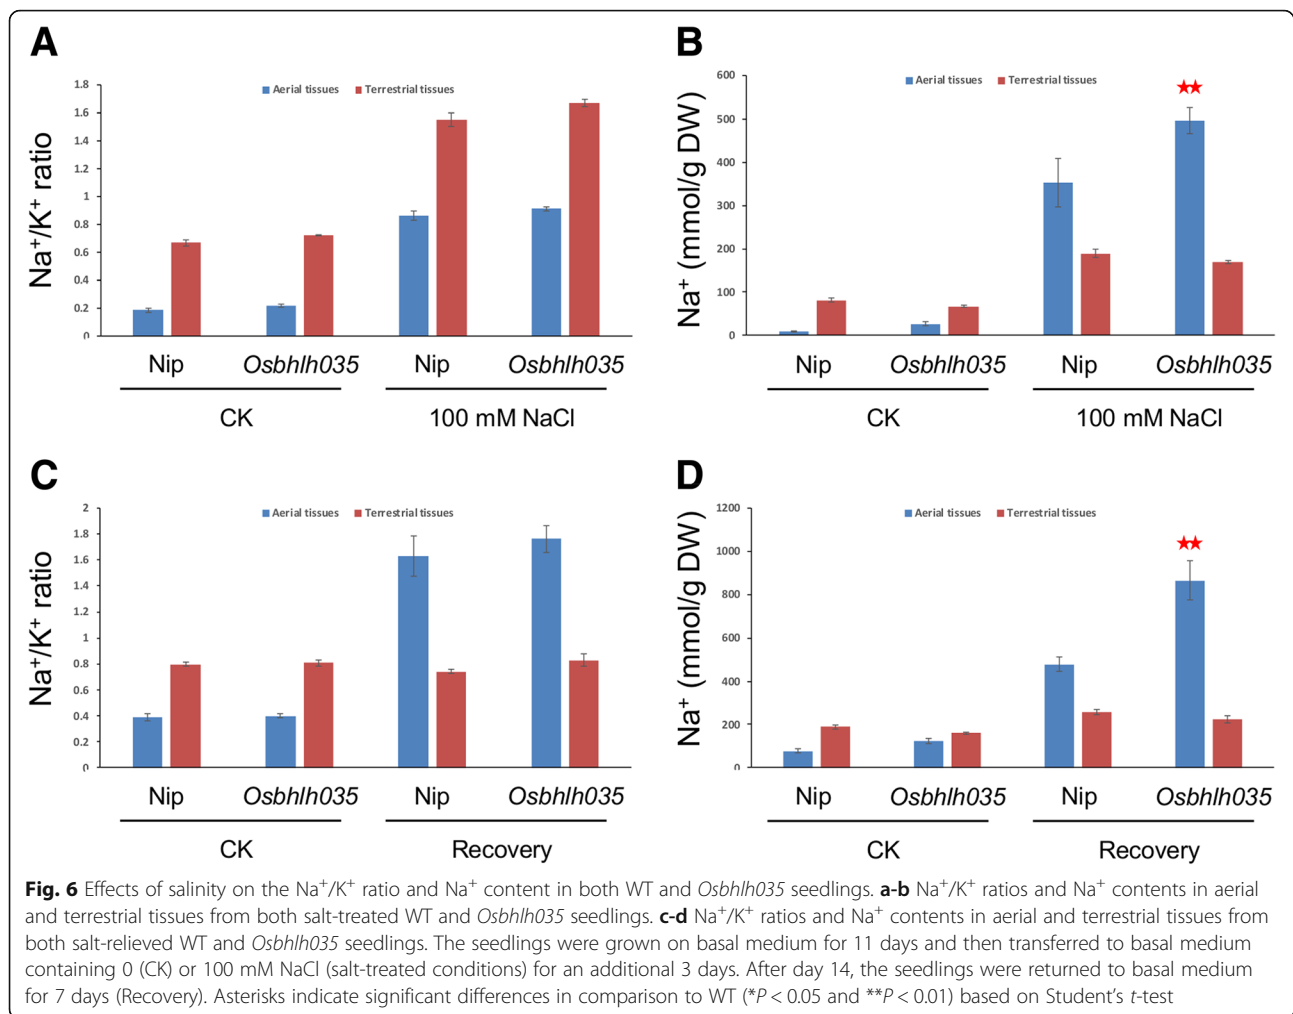 A
Aerial tissues Terrestrial tissues
Na⁺/K⁺ ratio
1.8
1.6
1.4
1.2
1
0.8
0.6
0.4
0.2
0
Nip Osbhlh035 Nip Osbhlh035
CK 100 mM NaCl
B
Aerial tissues Terrestrial tissues
Na⁺ (mmol/g DW)
600
500
400
300
200
100
0
Nip Osbhlh035 Nip Osbhlh035
CK 100 mM NaCl
C
Aerial tissues Terrestrial tissues
Na⁺/K⁺ ratio
2
1.8
1.6
1.4
1.2
1
0.8
0.6
0.4
0.2
0
Nip Osbhlh035 Nip Osbhlh035
CK Recovery
D
Aerial tissues Terrestrial tissues
Na⁺ (mmol/g DW)
1200
1000
800
600
400
200
0
Nip Osbhlh035 Nip Osbhlh035
CK Recovery
Fig. 6 Effects of salinity on the Na⁺/K⁺ ratio and Na⁺ content in both WT and Osbhlh035 seedlings. a-b Na⁺/K⁺ ratios and Na⁺ contents in aerial
and terrestrial tissues from both salt-treated WT and Osbhlh035 seedlings. c-d Na⁺/K⁺ ratios and Na⁺ contents in aerial and terrestrial tissues from
both salt-relieved WT and Osbhlh035 seedlings. The seedlings were grown on basal medium for 11 days and then transferred to basal medium
containing 0 (CK) or 100 mM NaCl (salt-treated conditions) for an additional 3 days. After day 14, the seedlings were returned to basal medium
for 7 days (Recovery). Asterisks indicate significant differences in comparison to WT (*P < 0.05 and **P < 0.01) based on Student's t-test